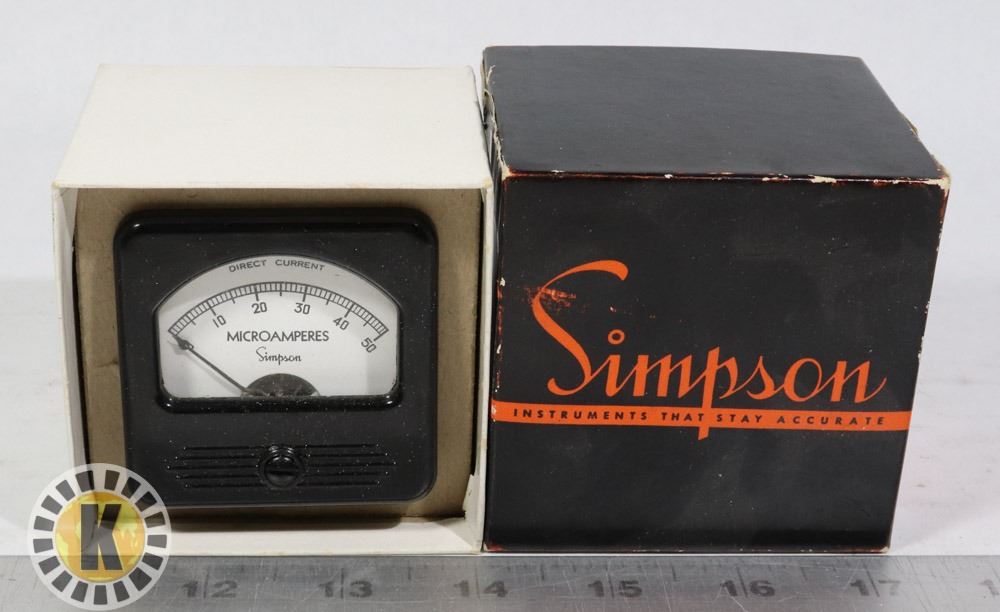 DIRECT CURRENT
10 20 30 40 50
MICROAMPERES
Simpson
Simpson
INSTRUMENTS THAT STAY ACCURATE
K
12 13 14 15 16 17 1